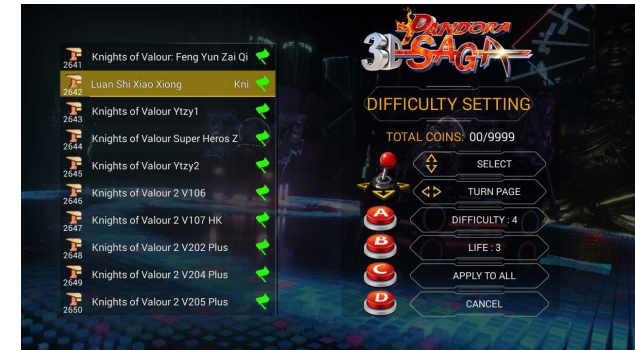 2641 Knights of Valour: Feng Yun Zai Qi
2642 Luan Shi Xiao Xiong Kni
2643 Knights of Valour Ytzy1
2644 Knights of Valour Super Heros Z
2645 Knights of Valour Ytzy2
2646 Knights of Valour 2 V106
2647 Knights of Valour 2 V107 HK
2648 Knights of Valour 2 V202 Plus
2649 Knights of Valour 2 V204 Plus
2650 Knights of Valour 2 V205 Plus
PANDORA
3D SAGA
DIFFICULTY SETTING
TOTAL COINS: 00/9999
SELECT
TURN PAGE
A DIFFICULTY : 4
B LIFE : 3
C APPLY TO ALL
D CANCEL